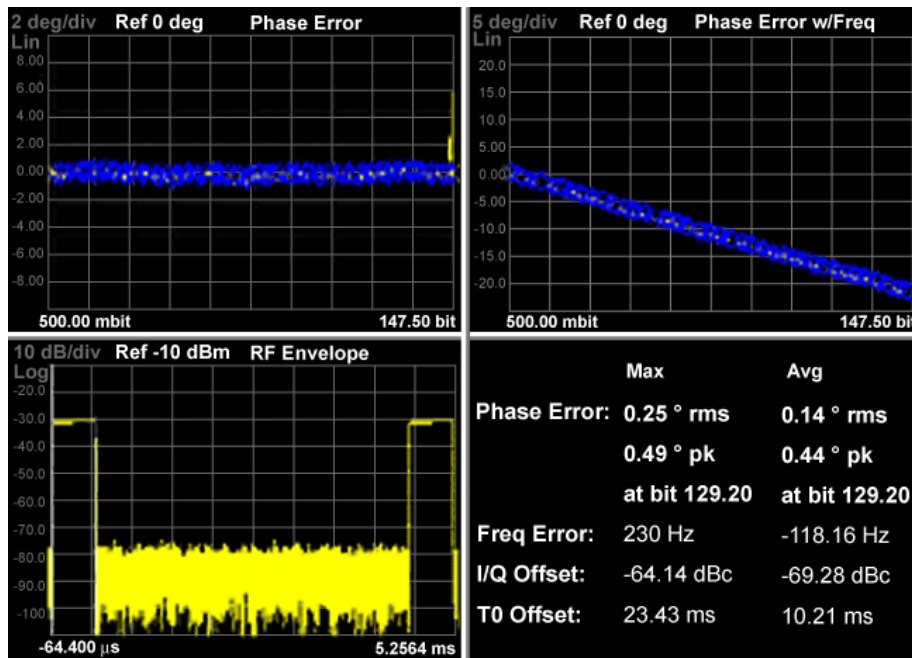 2 deg/div Ref 0 deg Phase Error
Lin
8.00
6.00
4.00
2.00
0.00
-2.00
-4.00
-6.00
-8.00
500.00 mbit 147.50 bit
5 deg/div Ref 0 deg Phase Error w/Freq
Lin
20.0
15.0
10.0
5.00
0.00
-5.00
-10.0
-15.0
-20.0
500.00 mbit 147.50 bit
10 dB/div Ref -10 dBm RF Envelope
Log
-20.0
-30.0
-40.0
-50.0
-60.0
-70.0
-80.0
-90.0
-100
-64.400 µs 5.2564 ms
Max Avg
Phase Error: 0.25 ° rms 0.14 ° rms
0.49 ° pk 0.44 ° pk
at bit 129.20 at bit 129.20
Freq Error: 230 Hz -118.16 Hz
I/Q Offset: -64.14 dBc -69.28 dBc
T0 Offset: 23.43 ms 10.21 ms